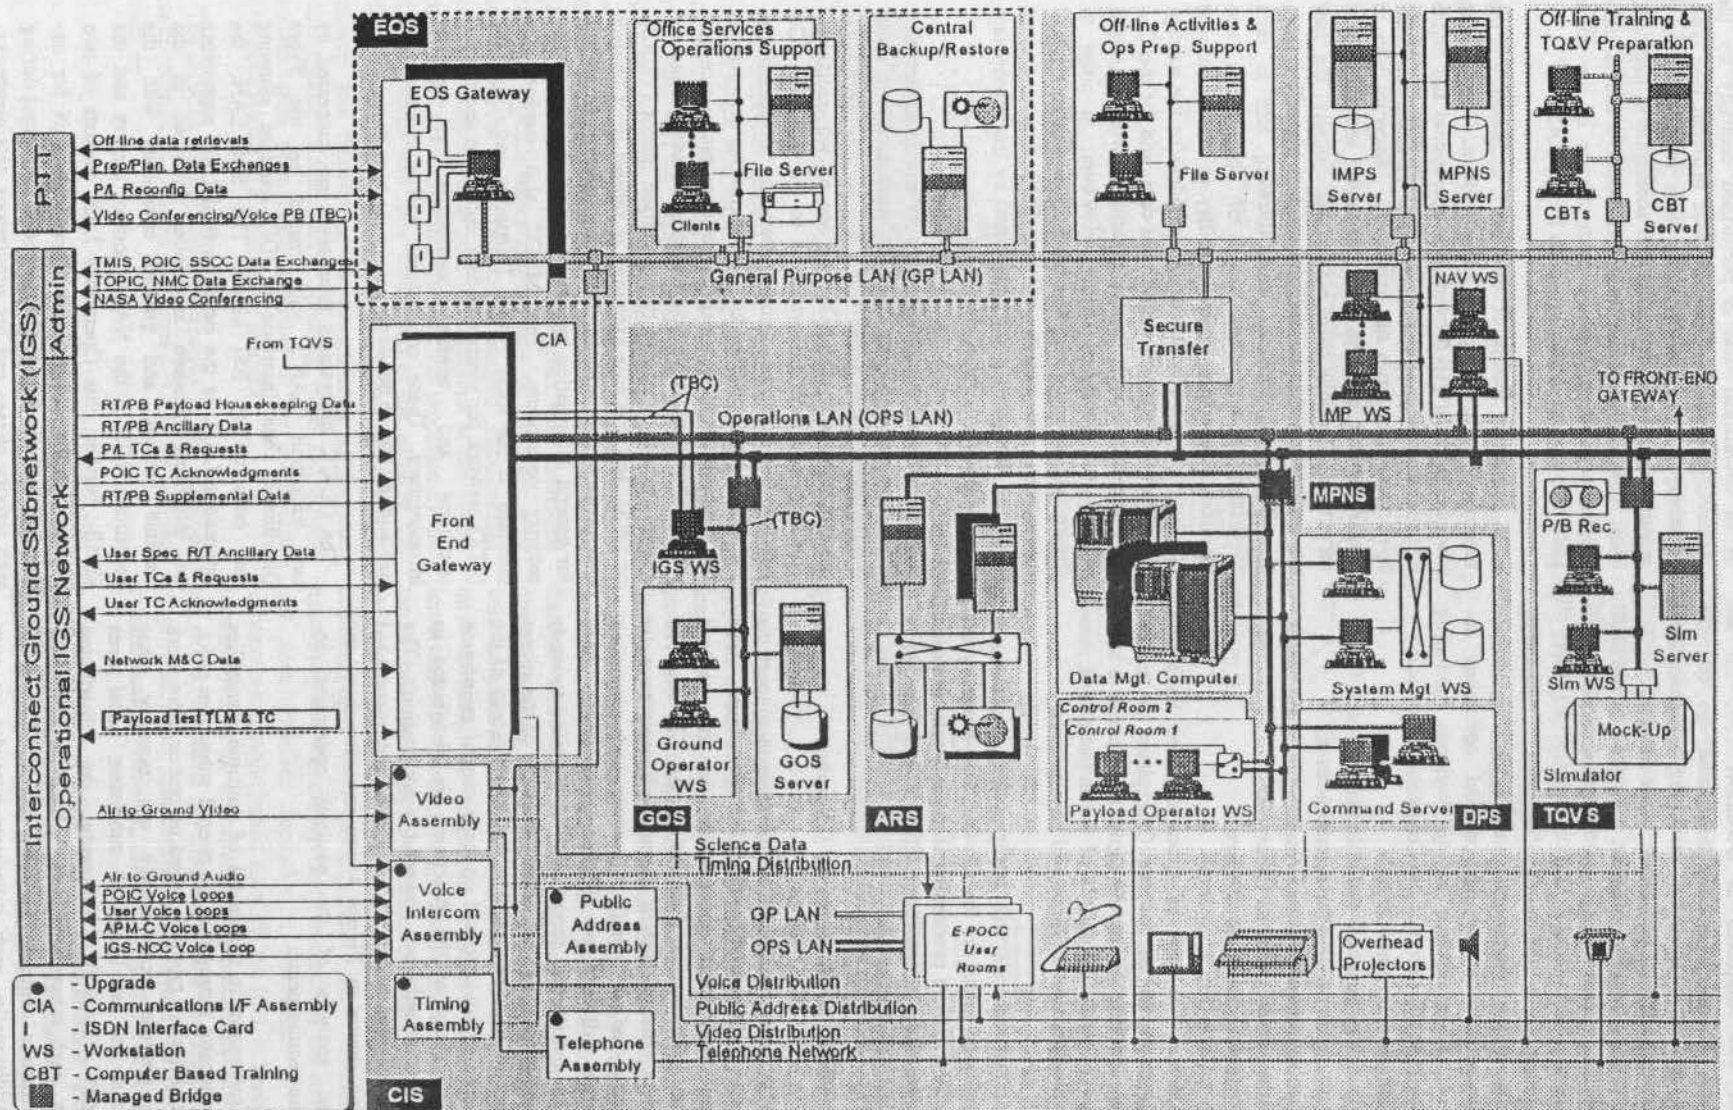 EOS
EOS Gateway
Office Services
Operations Support
File Server
Clients
Central
Backup/Restore
Off-line Activities &
Ops Prep. Support
File Server
IMPS
Server
MPNS
Server
Off-line Training &
TQ&V Preparation
CBTs
CBT
Server
PTT
Off-line data retrievals
Prep/Plan. Data Exchanges
P/L Reconfig. Data
Video Conferencing/Voice PB (TBC)
Interconnect Ground Subnetwork (IGS)
Admin
Operational IGS Network
TMIS, POIC, SSCC Data Exchanges
TOPIC, NMC Data Exchange
NASA Video Conferencing
General Purpose LAN (GP LAN)
From TQVS
CIA
Front
End
Gateway
RT/PB Payload Housekeeping Data
RT/PB Ancillary Data
P/L TCs & Requests
POIC TC Acknowledgments
RT/PB Supplemental Data
User Spec. R/T Ancillary Data
User TCs & Requests
User TC Acknowledgments
Network M&C Data
Payload test TLM & TC
Air-to-Ground Video
Air-to-Ground Audio
POIC Voice Loops
User Voice Loops
APM-C Voice Loops
IGS-NCC Voice Loop
(TBC)
Operations LAN (OPS LAN)
Secure
Transfer
MP WS
NAV WS
TO FRONT-END
GATEWAY
(TBC)
IGS WS
Ground
Operator
WS
GOS
Server
GOS
ARS
MPNS
Data Mgt. Computer
System Mgt WS
Control Room 2
Control Room 1
Payload Operator WS
Command Server
DPS
P/B Rec.
Sim
Server
Sim WS
Mock-Up
Simulator
TQVS
Video
Assembly
Voice
Intercom
Assembly
Timing
Assembly
Public
Address
Assembly
Telephone
Assembly
Science Data
Timing Distribution
GP LAN
OPS LAN
E-POCC
User
Rooms
Overhead
Projectors
Voice Distribution
Public Address Distribution
Video Distribution
Telephone Network
CIS
- Upgrade
CIA - Communications I/F Assembly
I - ISDN Interface Card
WS - Workstation
CBT - Computer Based Training
- Managed Bridge